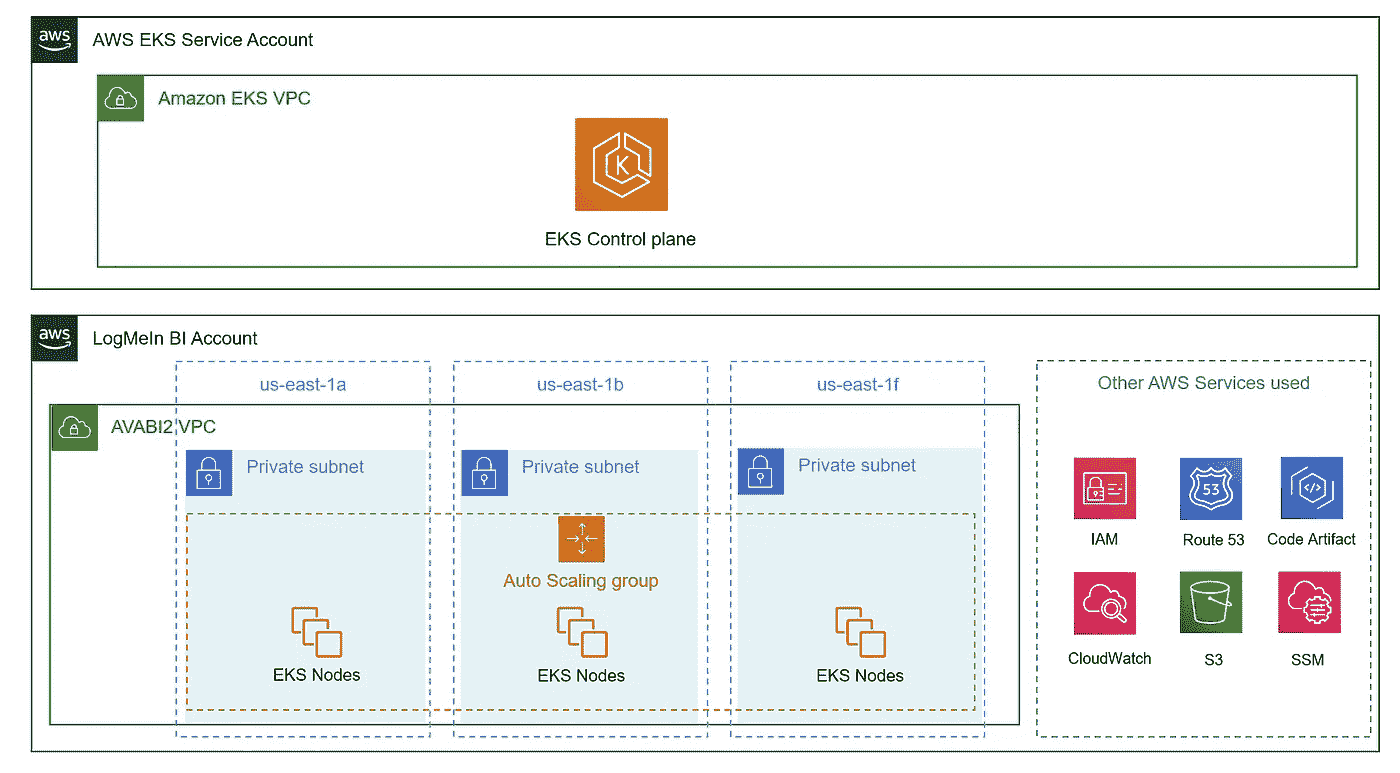 aws
AWS EKS Service Account
Amazon EKS VPC
K
EKS Control plane
aws
LogMeIn BI Account
us-east-1a
us-east-1b
us-east-1f
Other AWS Services used
AVABI2 VPC
Private subnet
Private subnet
Private subnet
53
IAM
Route 53
Code Artifact
Auto Scaling group
EKS Nodes
EKS Nodes
EKS Nodes
CloudWatch
S3
SSM